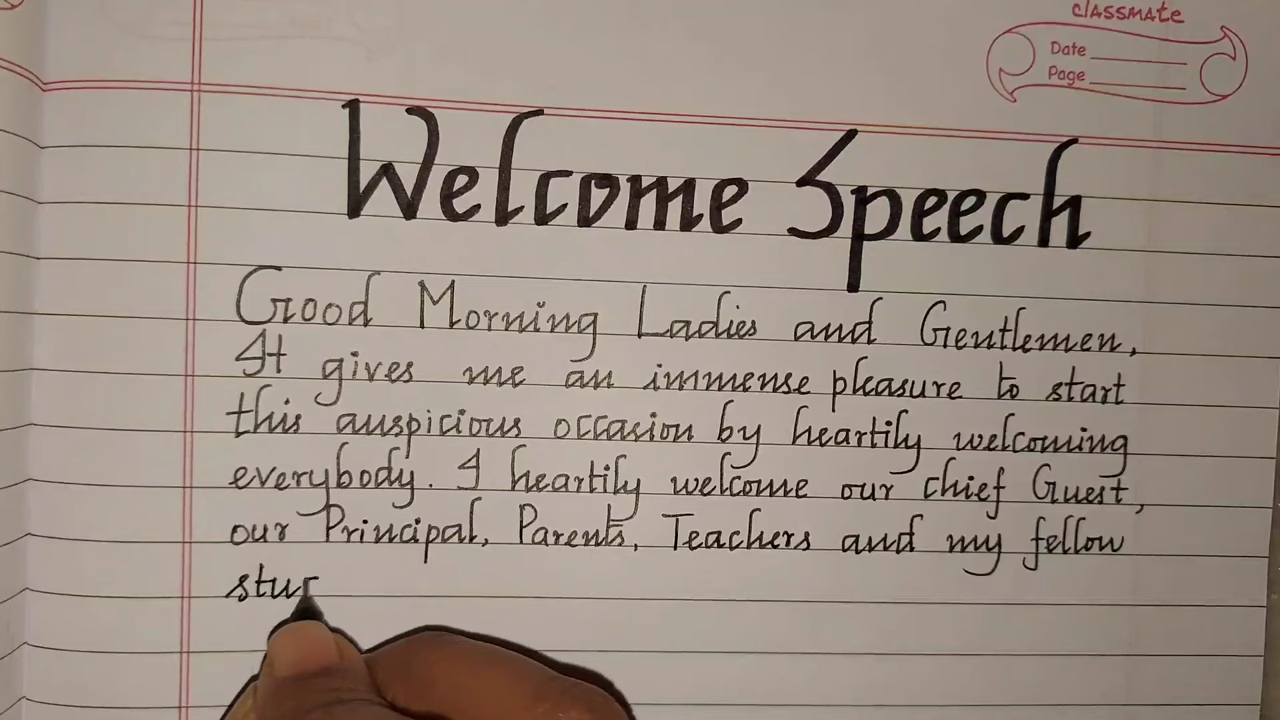 classmate
Date
Page
Welcome Speech
Good Morning Ladies and Gentlemen,
It gives me an immense pleasure to start
this auspicious occasion by heartily welcoming
everybody. I heartily welcome our chief Guest,
our Principal, Parents, Teachers and my fellow